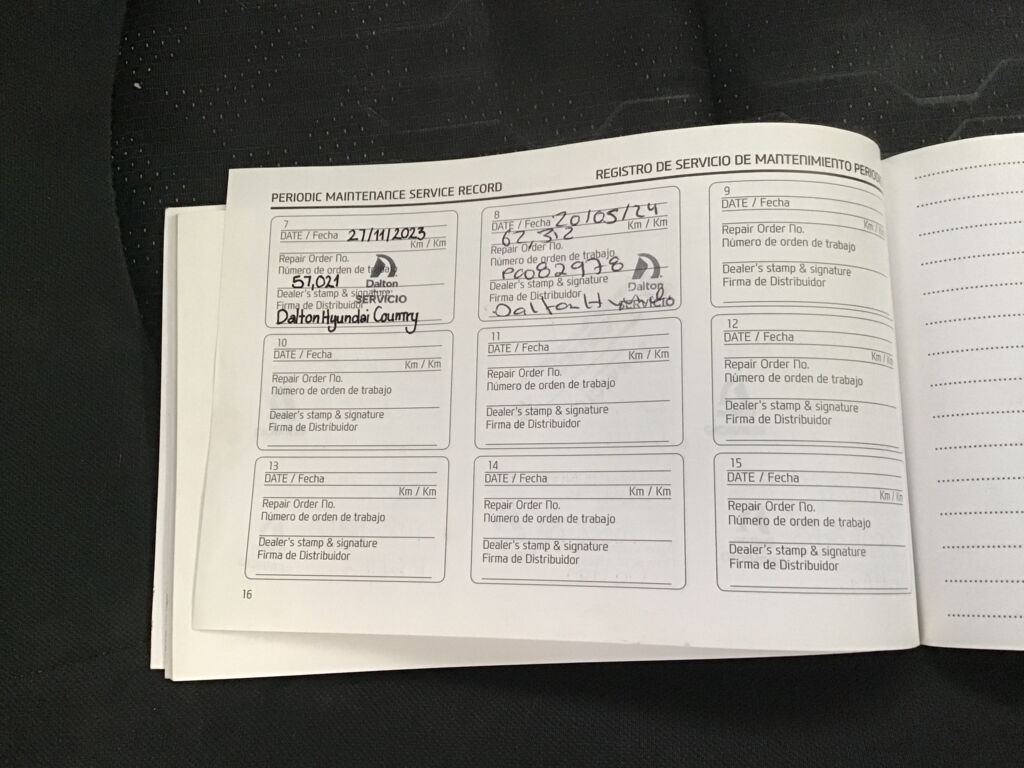 PERIODIC MAINTENANCE SERVICE RECORD
REGISTRO DE SERVICIO DE MANTENIMIENTO PERIOD
7
DATE / Fecha 27/11/2023
Km / Km
Repair Order No.
Número de orden de trabajo
57,021
Dalton
Dealer's stamp & signature:
Firma de Distribuidor
SERVICIO
Dalton Hyundai Country
8
DATE / Fecha 20/05/24
62 312
Km / Km
Repair Order No.
Número de orden de trabajo
PC082978
Dealer's stamp & signature
Dalton
Firma de Distribuidor
SERVICIO
Dalton
9
DATE / Fecha
Km / Km
Repair Order No.
Número de orden de trabajo
Dealer's stamp & signature
Firma de Distribuidor
10
DATE / Fecha
Km / Km
Repair Order No.
Número de orden de trabajo
Dealer's stamp & signature
Firma de Distribuidor
11
DATE / Fecha
Km / Km
Repair Order No.
Número de orden de trabajo
Dealer's stamp & signature
Firma de Distribuidor
12
DATE / Fecha
Km / Km
Repair Order No.
Número de orden de trabajo
Dealer's stamp & signature
Firma de Distribuidor
13
DATE / Fecha
Km / Km
Repair Order No.
Número de orden de trabajo
Dealer's stamp & signature
Firma de Distribuidor
14
DATE / Fecha
Km / Km
Repair Order No.
Número de orden de trabajo
Dealer's stamp & signature
Firma de Distribuidor
15
DATE / Fecha
Km / Km
Repair Order No.
Número de orden de trabajo
Dealer's stamp & signature
Firma de Distribuidor
16